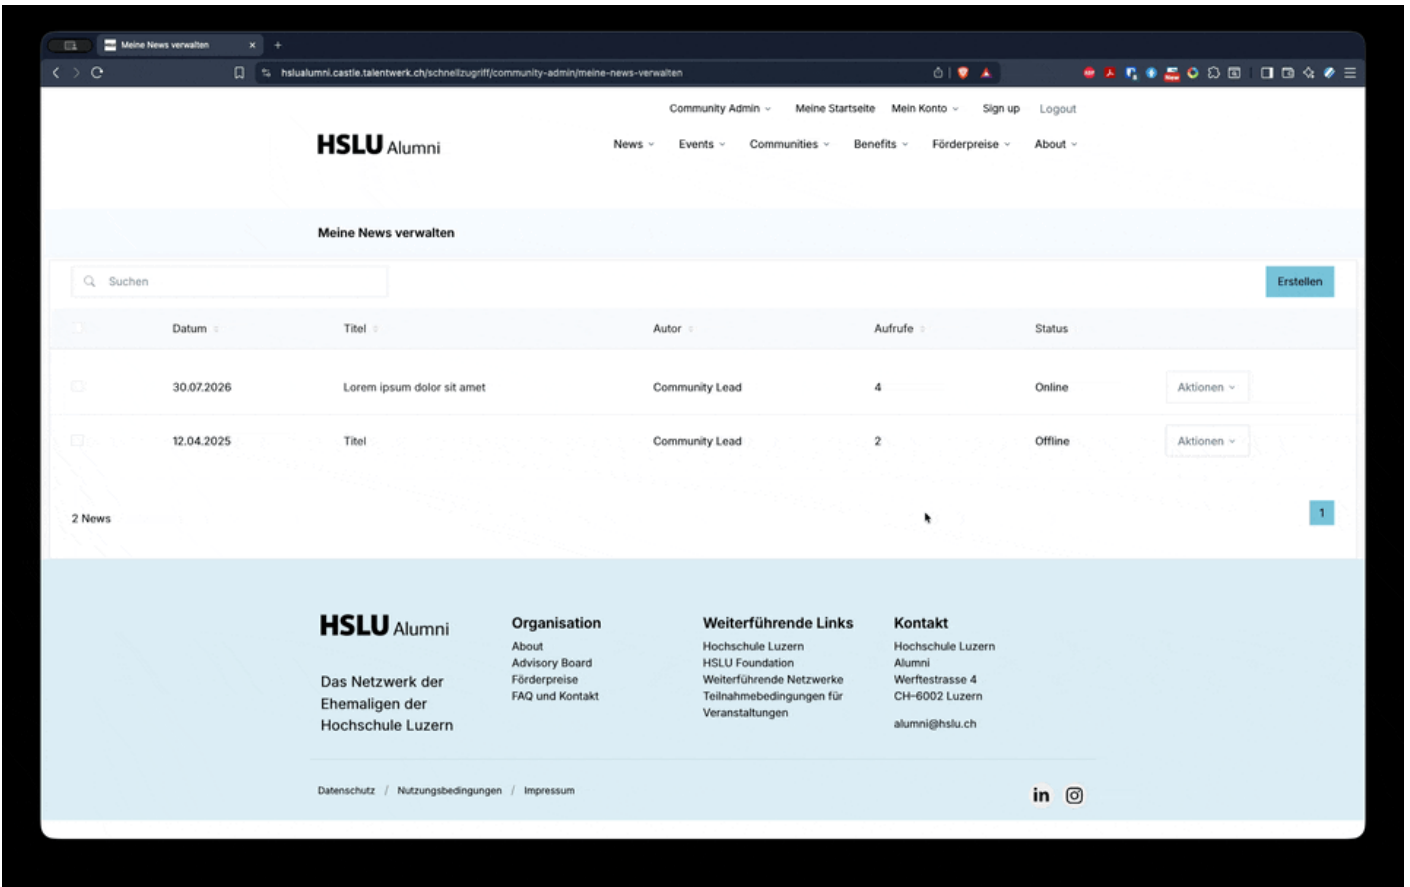 Meine News verwalten
hslualumni.castle.talentwerk.ch/schnellzugriff/community-admin/meine-news-verwalten
Community Admin Meine Startseite Mein Konto Sign up Logout
HSLU Alumni
News Events Communities Benefits Förderpreise About
Meine News verwalten
Suchen
Erstellen
Datum Titel Autor Aufrufe Status
30.07.2026 Lorem ipsum dolor sit amet Community Lead 4 Online Aktionen
12.04.2025 Titel Community Lead 2 Offline Aktionen
2 News
1
HSLU Alumni
Das Netzwerk der
Ehemaligen der
Hochschule Luzern
Organisation
About
Advisory Board
Förderpreise
FAQ und Kontakt
Weiterführende Links
Hochschule Luzern
HSLU Foundation
Weiterführende Netzwerke
Teilnahmebedingungen für
Veranstaltungen
Kontakt
Hochschule Luzern
Alumni
Werftestrasse 4
CH-6002 Luzern
alumni@hslu.ch
Datenschutz / Nutzungsbedingungen / Impressum
in